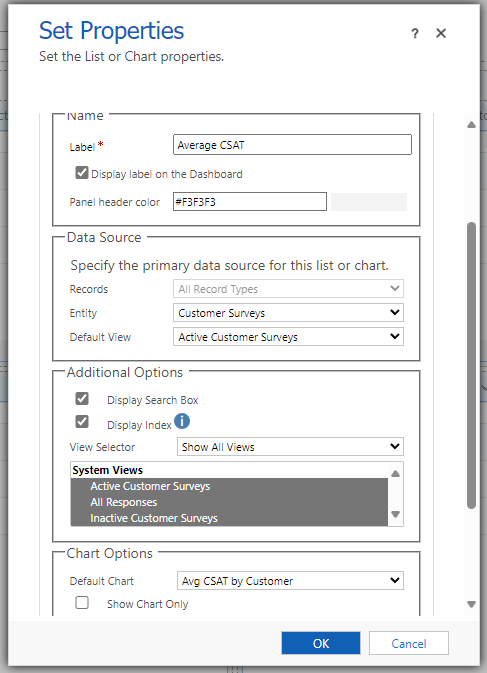 Set Properties
?
Set the List or Chart properties.
Name
Label *
Average CSAT
Display label on the Dashboard
Panel header color
#F3F3F3
Data Source
Specify the primary data source for this list or chart.
Records
All Record Types
Entity
Customer Surveys
Default View
Active Customer Surveys
Additional Options
Display Search Box
Display Index
i
View Selector
Show All Views
System Views
Active Customer Surveys
All Responses
Inactive Customer Surveys
Chart Options
Default Chart
Avg CSAT by Customer
Show Chart Only
OK
Cancel